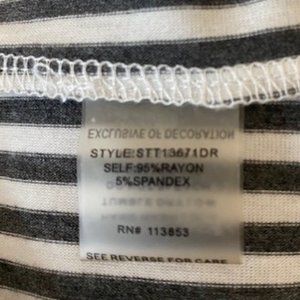 EXCLUSIVE OF DECORATION
STYLE:STT13671DR
SELF:95%RAYON
5%SPANDEX
RN# 113853
SEE REVERSE FOR CARE